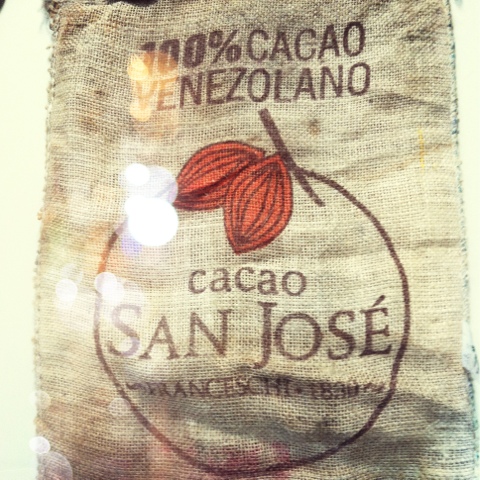 100% CACAO
VENEZOLANO
cacao
SAN JOSÉ
FRANCESCHI · 1830